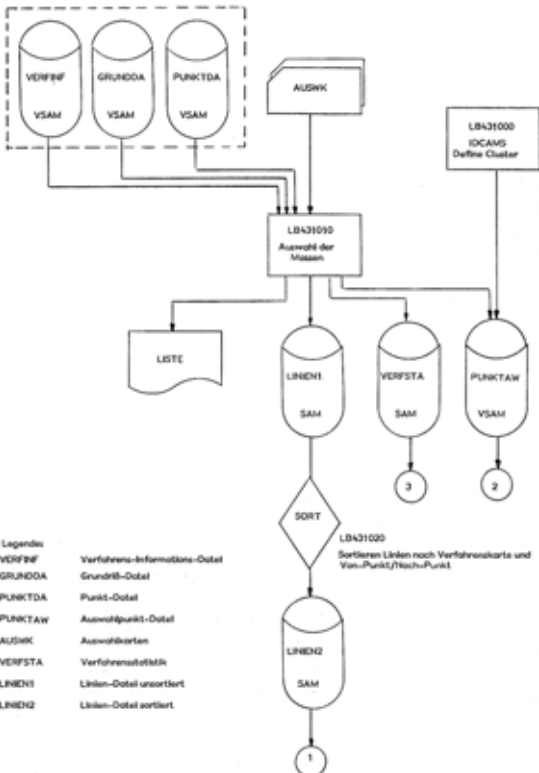 VERFINF
GRUNDDA
PUNKTDA
VSAM
VSAM
VSAM
AUSWK
LB431000
IDCAMS
Define Cluster
LB431010
Auswahl der
Massen
LISTE
LINIEN1
SAM
VERFSTA
SAM
PUNKTAW
VSAM
3
2
SORT
LB431020
Sortieren Linien nach Verfahrenskarte und
Von-Punkt/Nach-Punkt
LINIEN2
SAM
1
Legende:
VERFINF Verfahrens-Informations-Datei
GRUNDDA Grundriß-Datei
PUNKTDA Punkt-Datei
PUNKTAW Auswahlpunkt-Datei
AUSWK Auswahlkarten
VERFSTA Verfahrensstatistik
LINIEN1 Linien-Datei unsortiert
LINIEN2 Linien-Datei sortiert